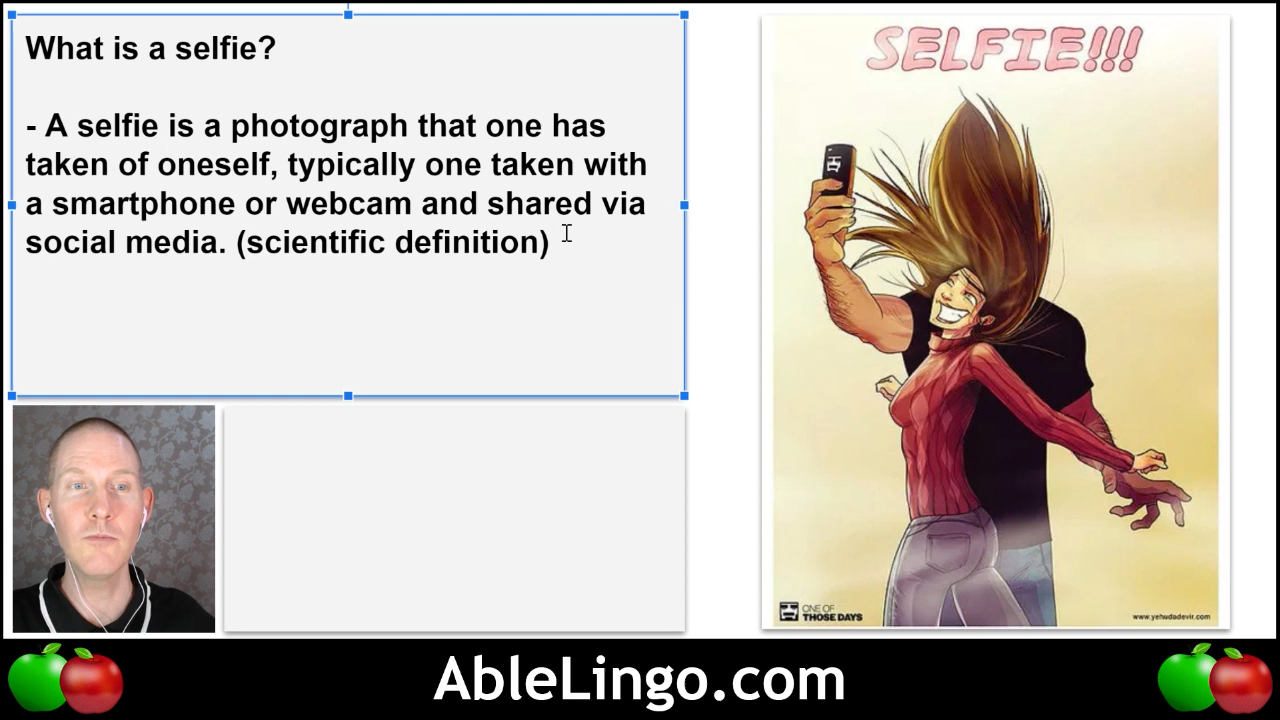 What is a selfie?
- A selfie is a photograph that one has
taken of oneself, typically one taken with
a smartphone or webcam and shared via
social media. (scientific definition)
SELFIE!!!
ONE OF
THOSE DAYS
www.yehudadevir.com
AbleLingo.com